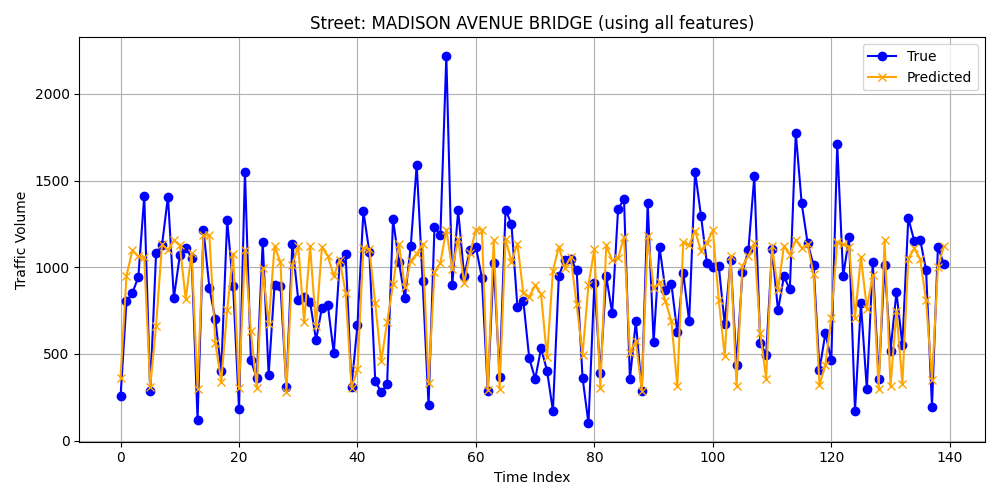 Street: MADISON AVENUE BRIDGE (using all features)
True
Predicted
Traffic Volume
2000
1500
1000
500
0
0 20 40 60 80 100 120 140
Time Index